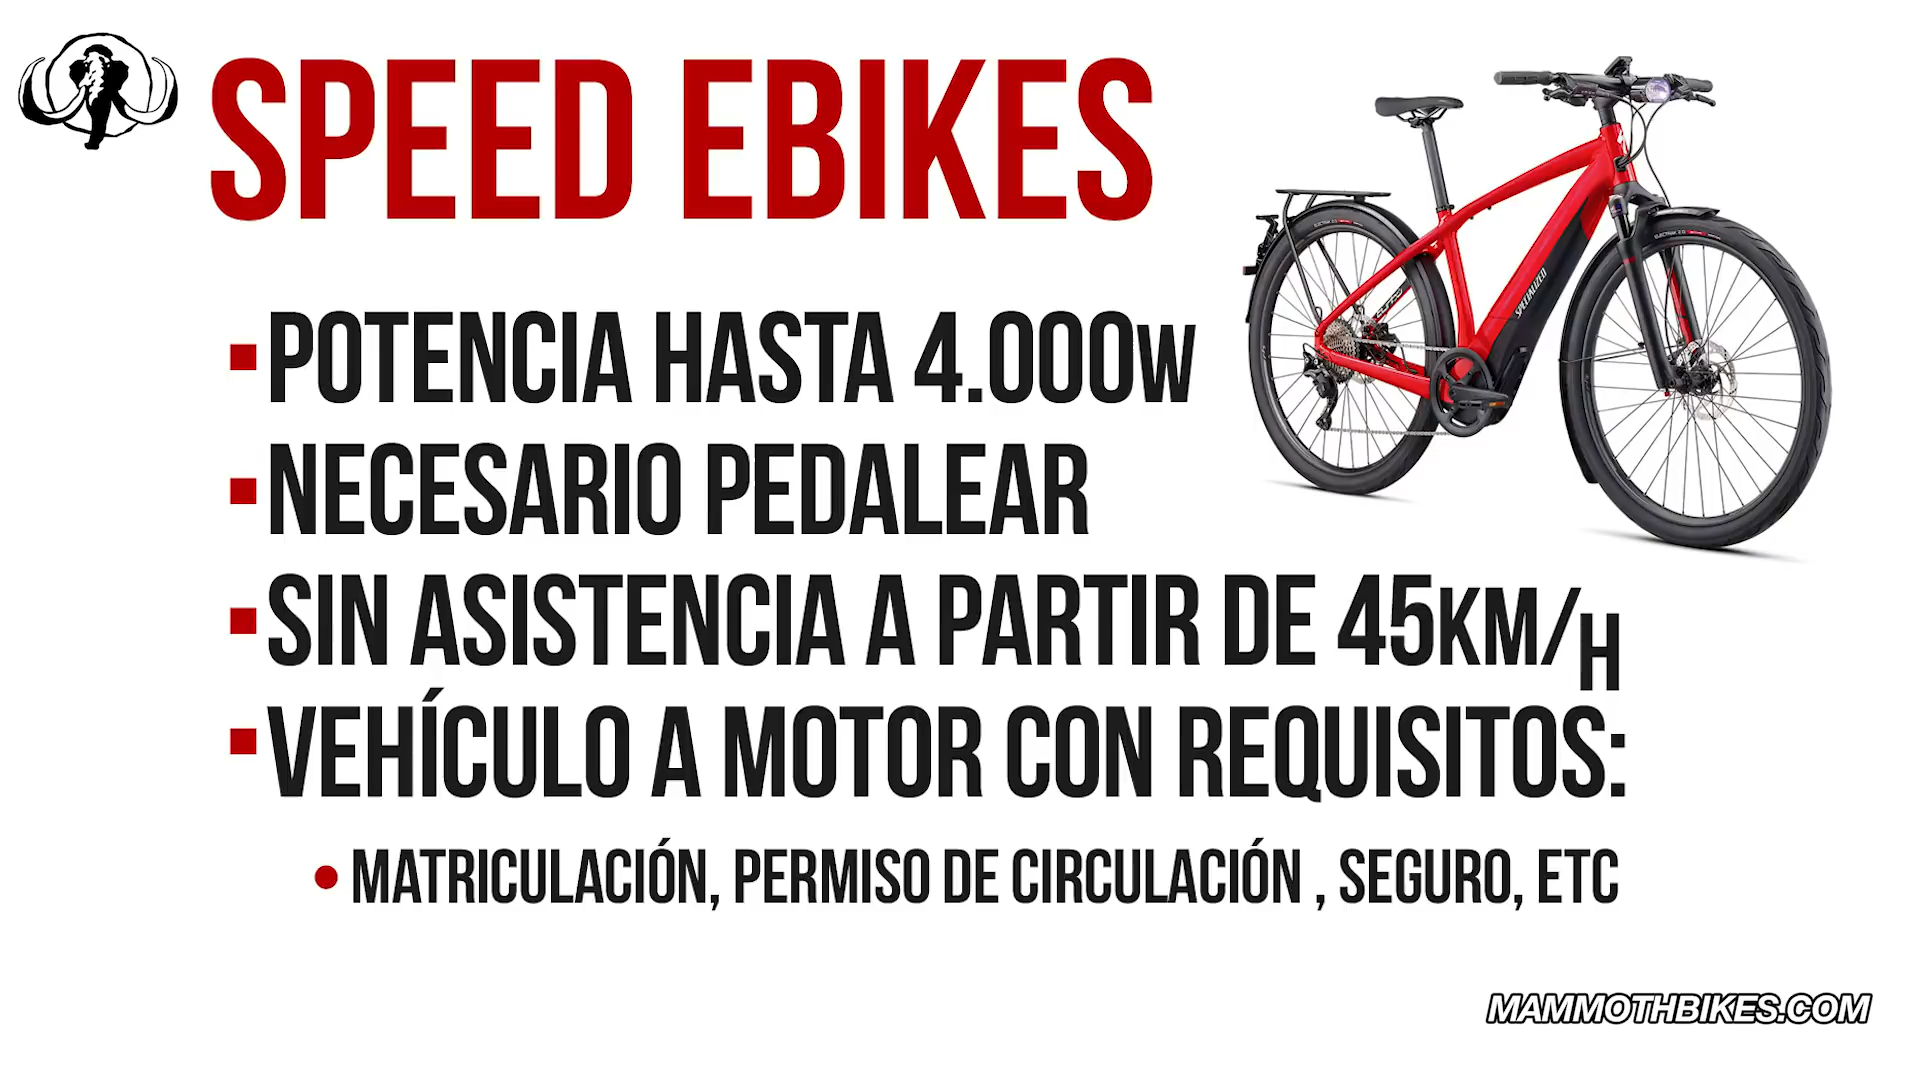 SPEED EBIKES
POTENCIA HASTA 4.000W
NECESARIO PEDALEAR
SIN ASISTENCIA A PARTIR DE 45KM/H
VEHÍCULO A MOTOR CON REQUISITOS:
MATRICULACIÓN, PERMISO DE CIRCULACIÓN , SEGURO, ETC
SPECIALIZED
MAMMOTHBIKES.COM